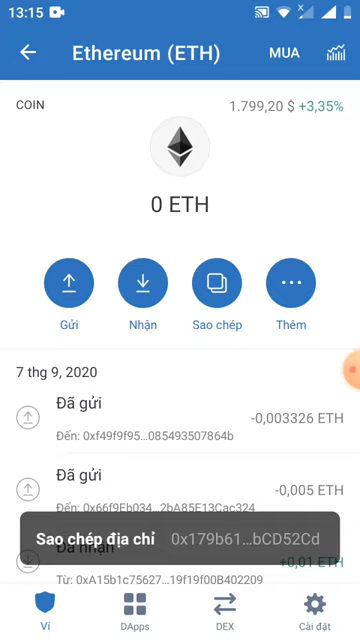 13:15
Ethereum (ETH)
MUA
COIN
1.799,20 $ +3,35%
0 ETH
Gửi
Nhận
Sao chép
Thêm
7 thg 9, 2020
Đã gửi
-0,003326 ETH
Đến: 0xf49f9f95...085493507864b
Đã gửi
-0,005 ETH
Đến: 0x66f9Eb034...2bA85E13Cac324
Sao chép địa chỉ 0x179b61...bCD52Cd
Đã nhận
+0,01 ETH
Từ: 0xA15b1c75627...19f19f00B402209
Ví
DApps
DEX
Cài đặt